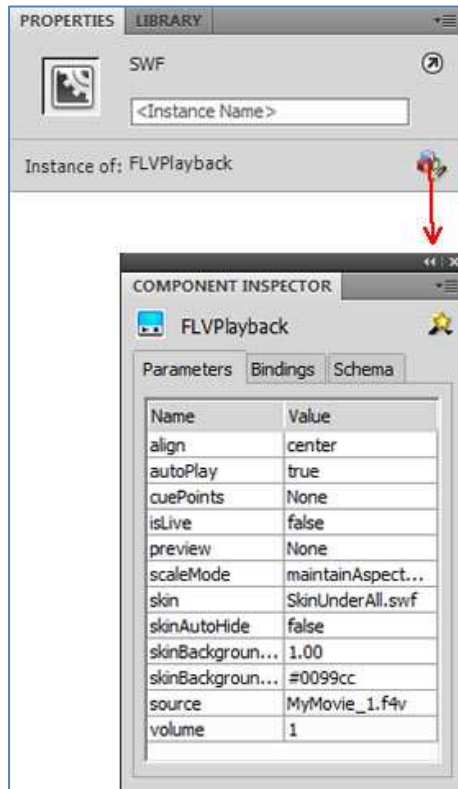 PROPERTIES LIBRARY
SWF
<Instance Name>
Instance of: FLVPlayback
COMPONENT INSPECTOR
FLVPlayback
Parameters Bindings Schema
Name Value
align center
autoPlay true
cuePoints None
isLive false
preview None
scaleMode maintainAspect...
skin SkinUnderAll.swf
skinAutoHide false
skinBackgroun... 1.00
skinBackgroun... #0099cc
source MyMovie_1.f4v
volume 1